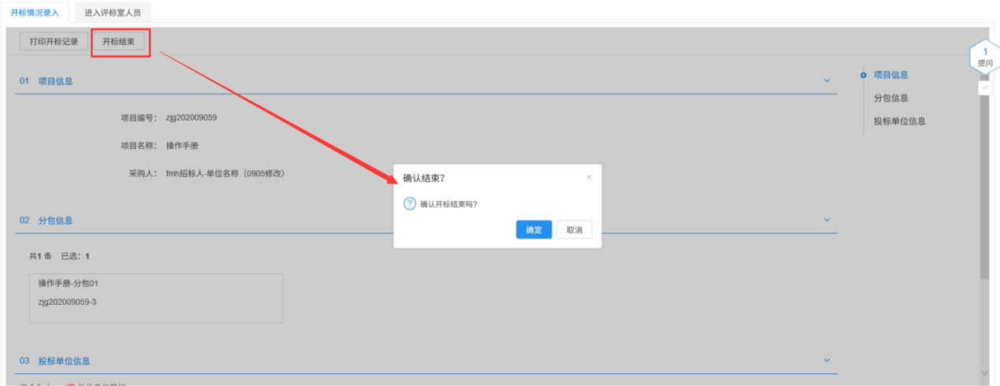 开标情况录入 进入评标室人员
打印开标记录 开标结束
1
提问
01 项目信息
项目信息
分包信息
投标单位信息
项目编号： zjg202009059
项目名称： 操作手册
采购人： fmh招标人-单位名称（0905修改）
确认结束?
确认开标结束吗?
确定 取消
02 分包信息
共1 条 已选：1
操作手册-分包01
zjg202009059-3
03 投标单位信息